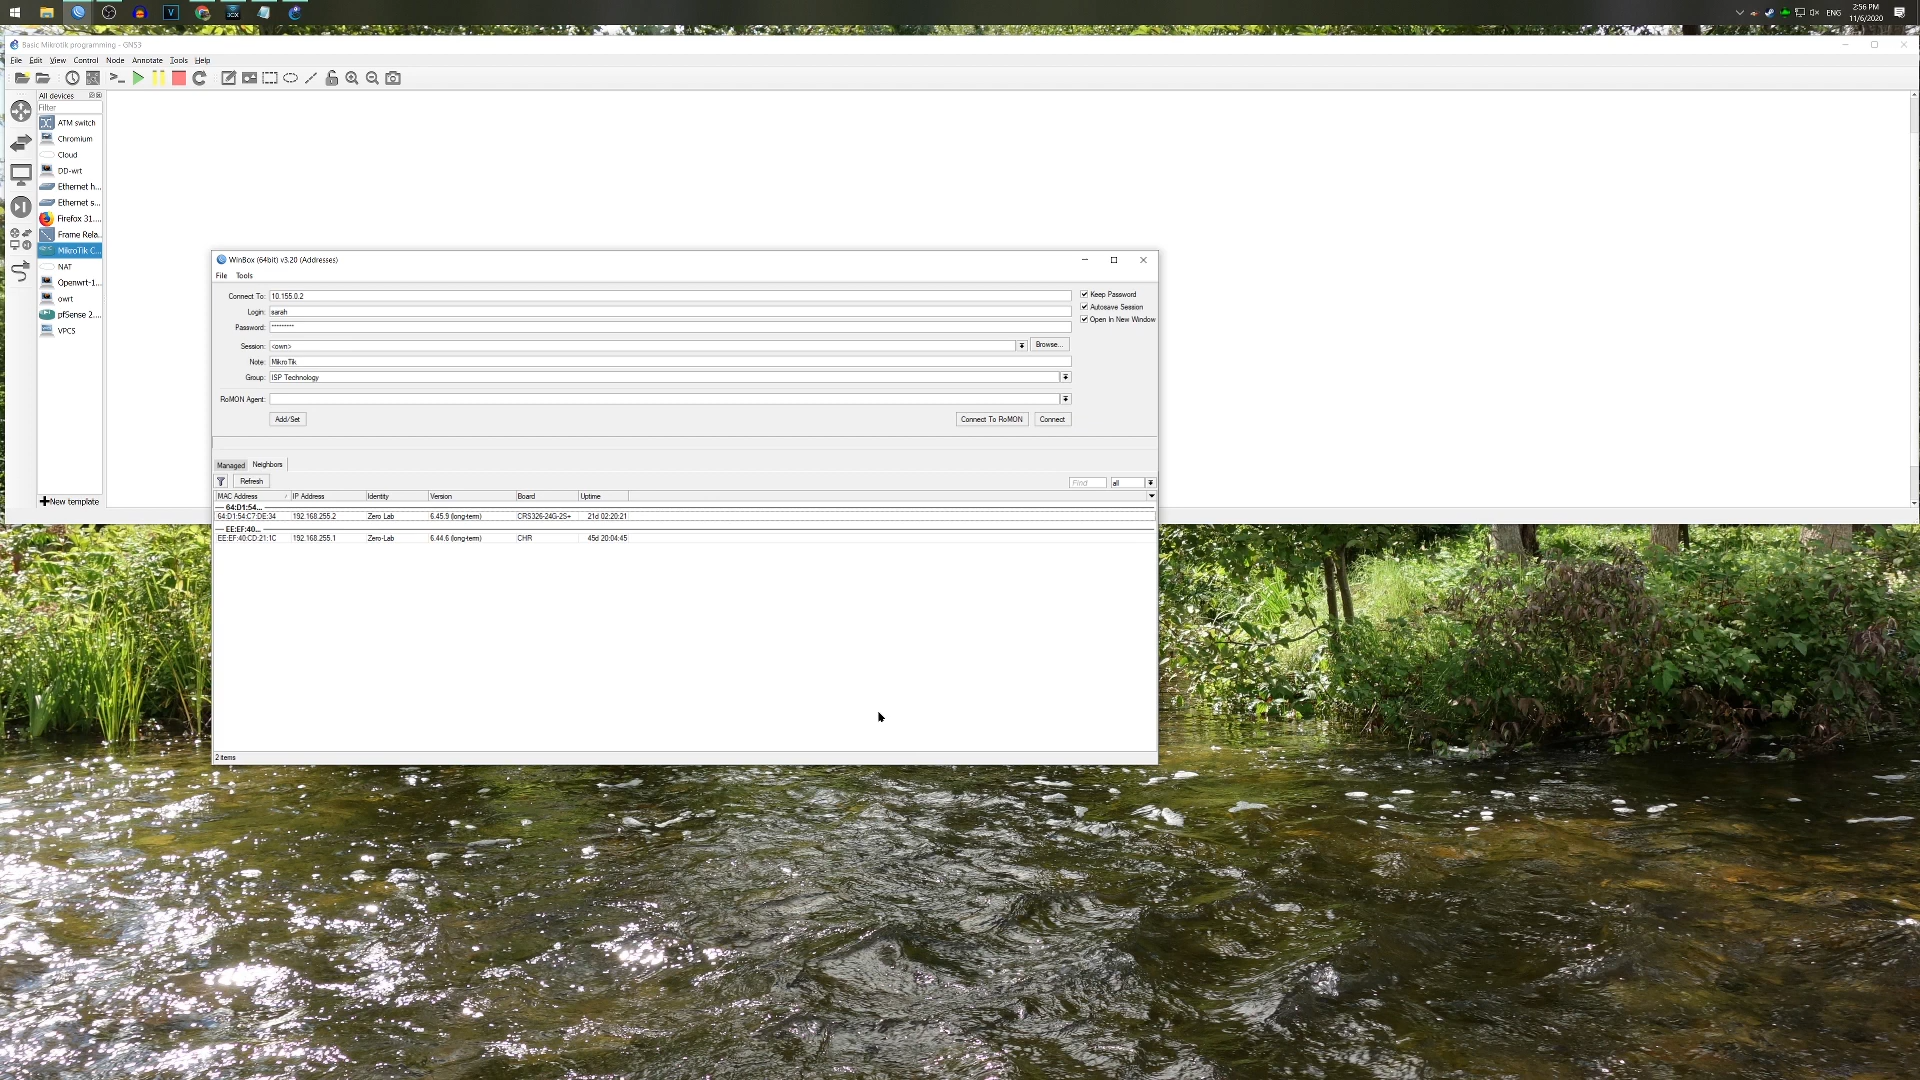 ENG
2:56 PM
11/6/2020
Basic Mikrotik programming - GNS3
File Edit View Control Node Annotate Tools Help
All devices
Filter
ATM switch
Chromium
Cloud
DD-wrt
Ethernet h...
Ethernet s...
Firefox 31....
Frame Rela...
MikroTik C...
NAT
Openwrt-1...
owrt
pfSense 2....
VPCS
New template
WinBox (64bit) v3.20 (Addresses)
File Tools
Connect To: 10.155.0.2
Keep Password
Login: sarah
Autosave Session
Password: *********
Open In New Window
Session: <own>
Browse...
Note: MikroTik
Group: ISP Technology
RoMON Agent:
Add/Set Connect To RoMON Connect
Managed Neighbors
Refresh Find all
MAC Address IP Address Identity Version Board Uptime
64:D1:54...
64:D1:54:C7:DE:34 192.168.255.2 Zero Lab 6.45.9 (long-term) CRS326-24G-2S+ 21d 02:20:21
EE:EF:40...
EE:EF:40:CD:21:1C 192.168.255.1 Zero-Lab 6.44.6 (long-term) CHR 45d 20:04:45
2 items